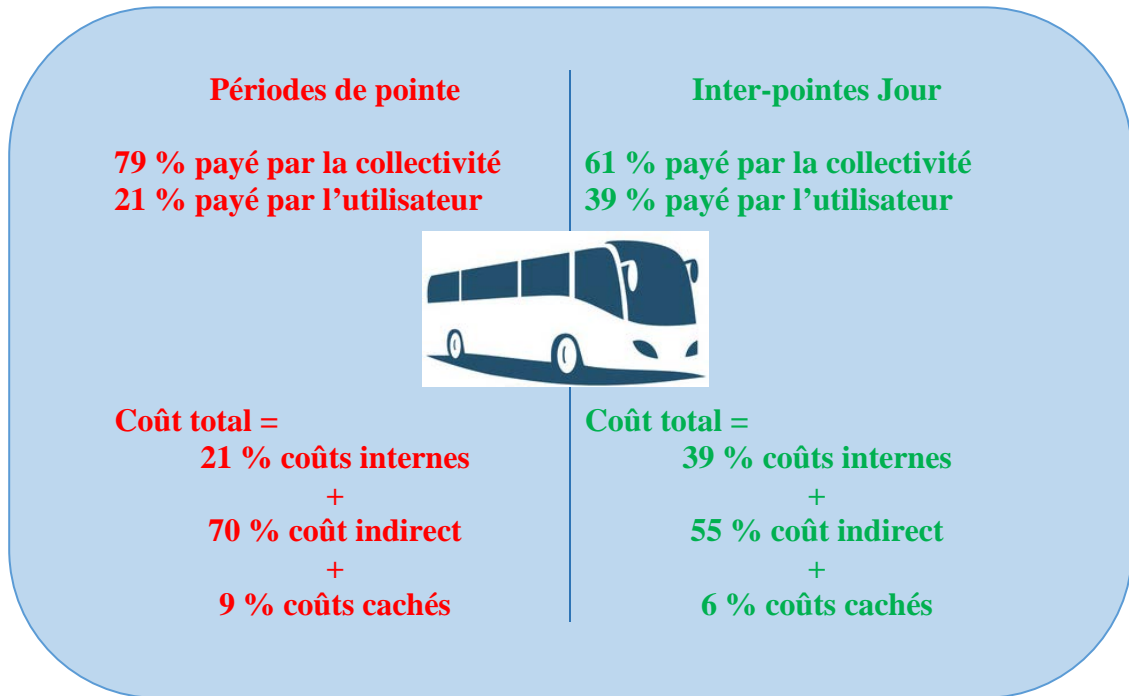 Périodes de pointe
79 % payé par la collectivité
21 % payé par l’utilisateur
Coût total =
21 % coûts internes
+
70 % coût indirect
+
9 % coûts cachés
Inter-pointes Jour
61 % payé par la collectivité
39 % payé par l’utilisateur
Coût total =
39 % coûts internes
+
55 % coût indirect
+
6 % coûts cachés